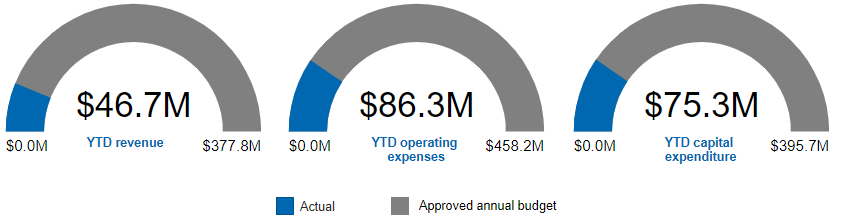 $46.7M
$0.0M
YTD revenue
$377.8M
$86.3M
$0.0M
YTD operating
expenses
$458.2M
$75.3M
$0.0M
YTD capital
expenditure
$395.7M
Actual
Approved annual budget